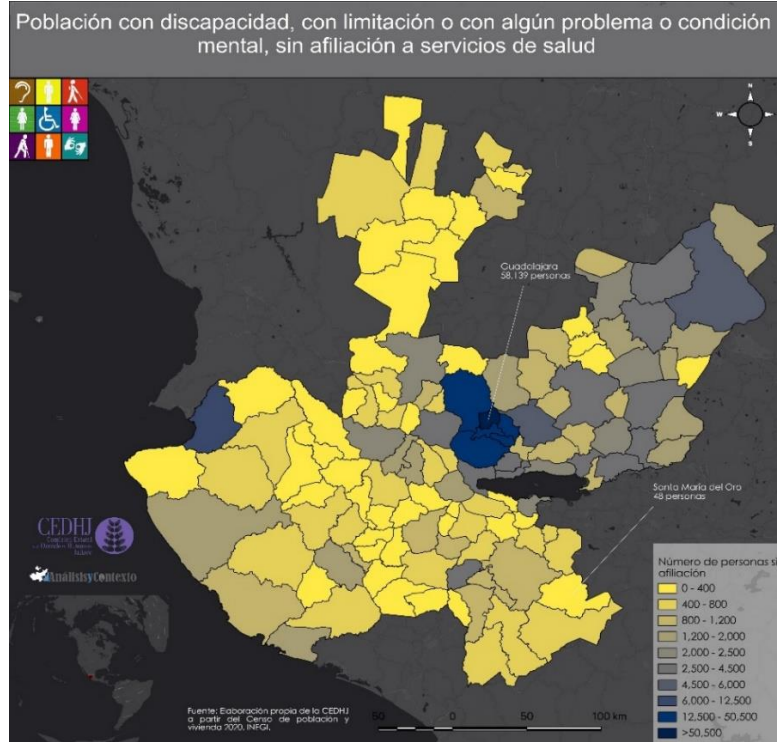 Población con discapacidad, con limitación o con algún problema o condición
mental, sin afiliación a servicios de salud
N
W
E
S
Guadalajara
58,139 personas
Santa María del Oro
48 personas
CEDHJ
AnálisisyContexto
Número de personas si
afiliación
0 - 400
400 - 800
800 - 1,200
1,200 - 2,000
2,000 - 2,500
2,500 - 4,500
4,500 - 6,000
6,000 - 12,500
12,500 - 50,500
>50,500
Fuente: Elaboración propia de la CEDHJ
a partir del Censo de población y
vivienda 2020, INEGI.
50
0
50
100 km